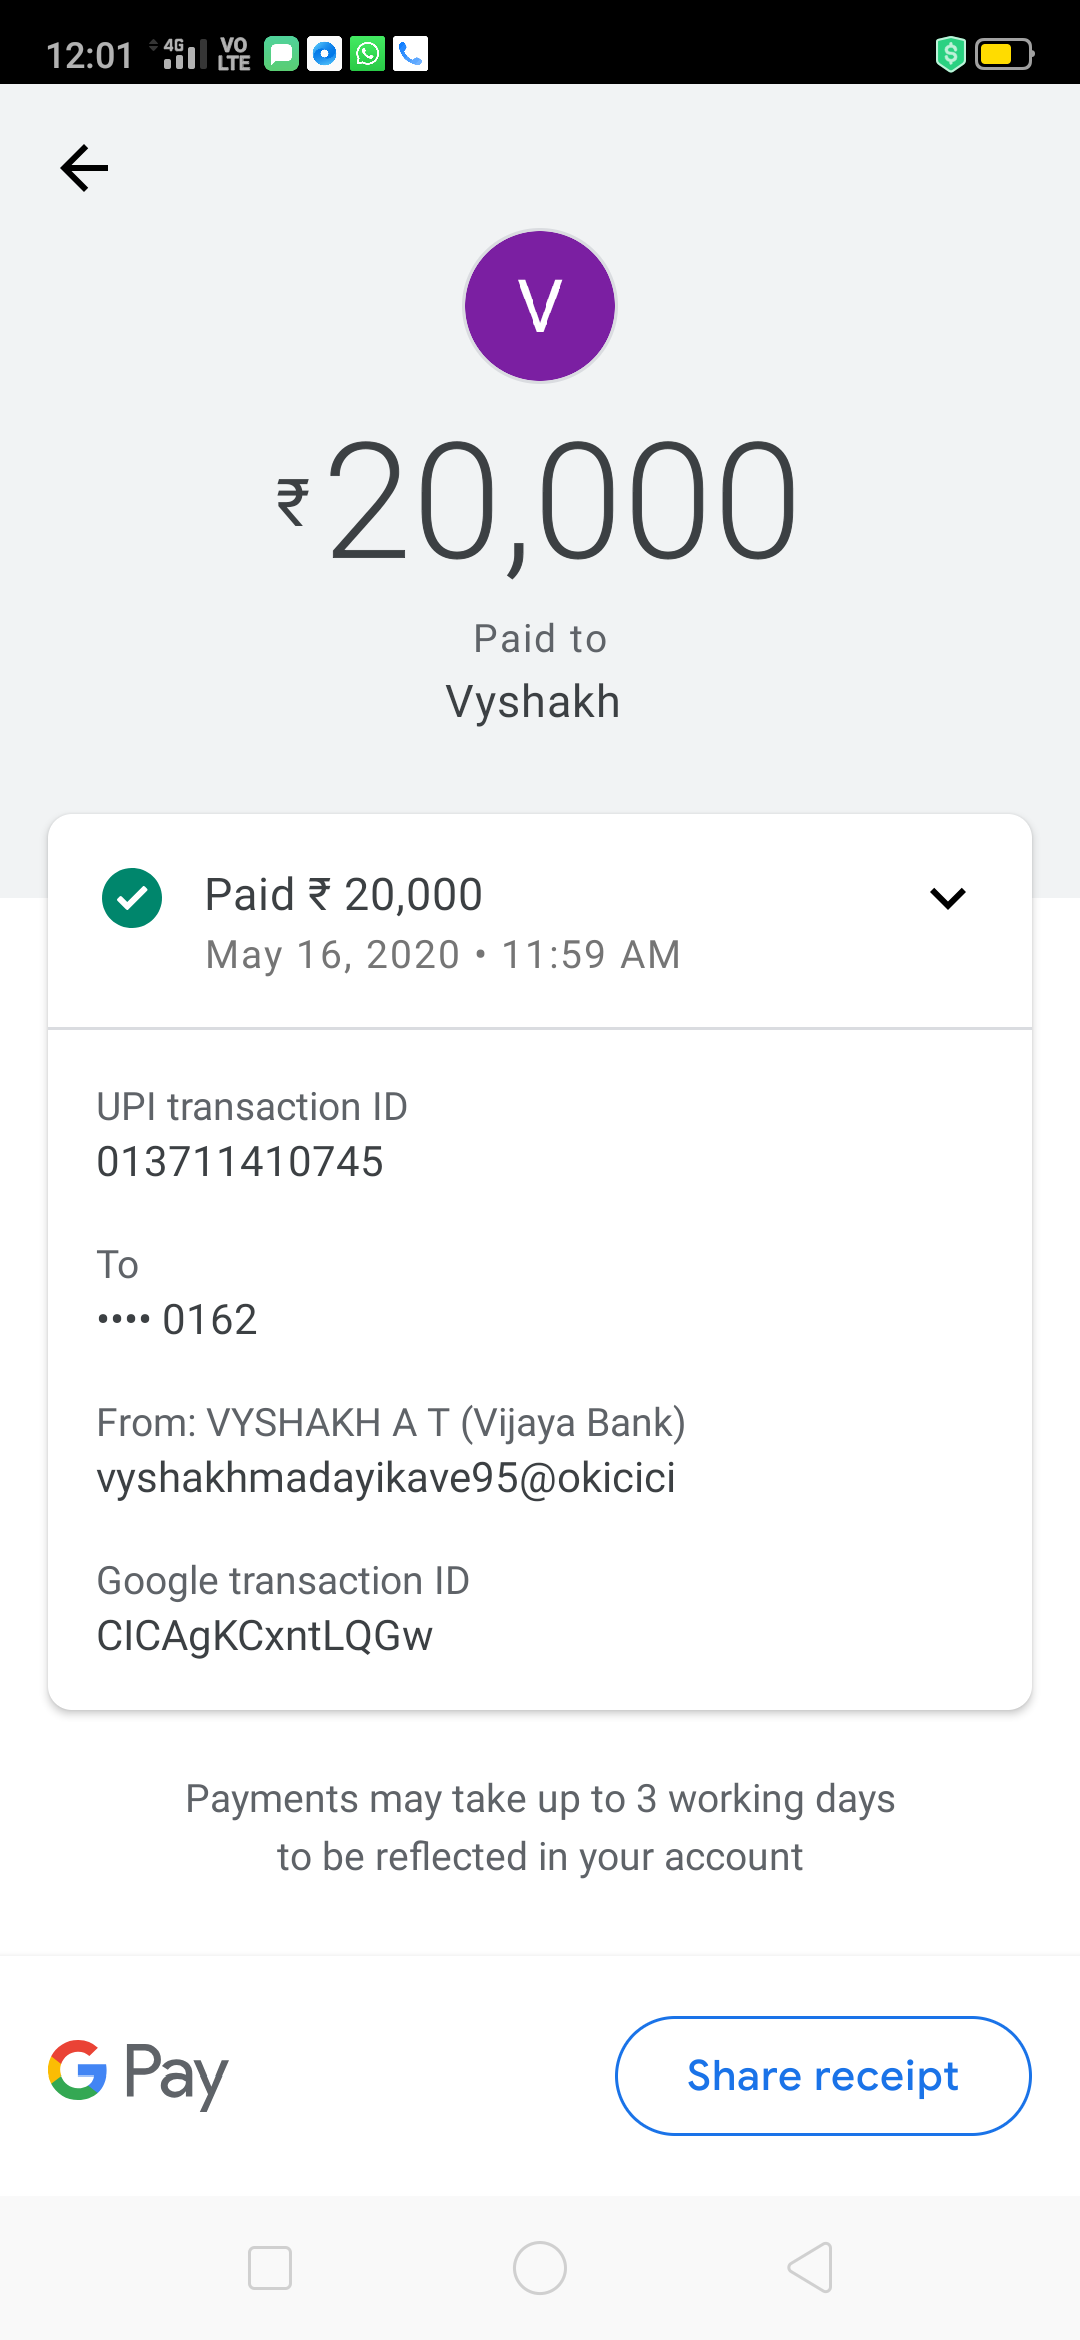 12:01 4G VO LTE
V
₹20,000
Paid to
Vyshakh
Paid ₹ 20,000
May 16, 2020 • 11:59 AM
UPI transaction ID
013711410745
To
•••• 0162
From: VYSHAKH A T (Vijaya Bank)
vyshakhmadayikave95@okicici
Google transaction ID
CICAgKCxntLQGw
Payments may take up to 3 working days
to be reflected in your account
G Pay
Share receipt